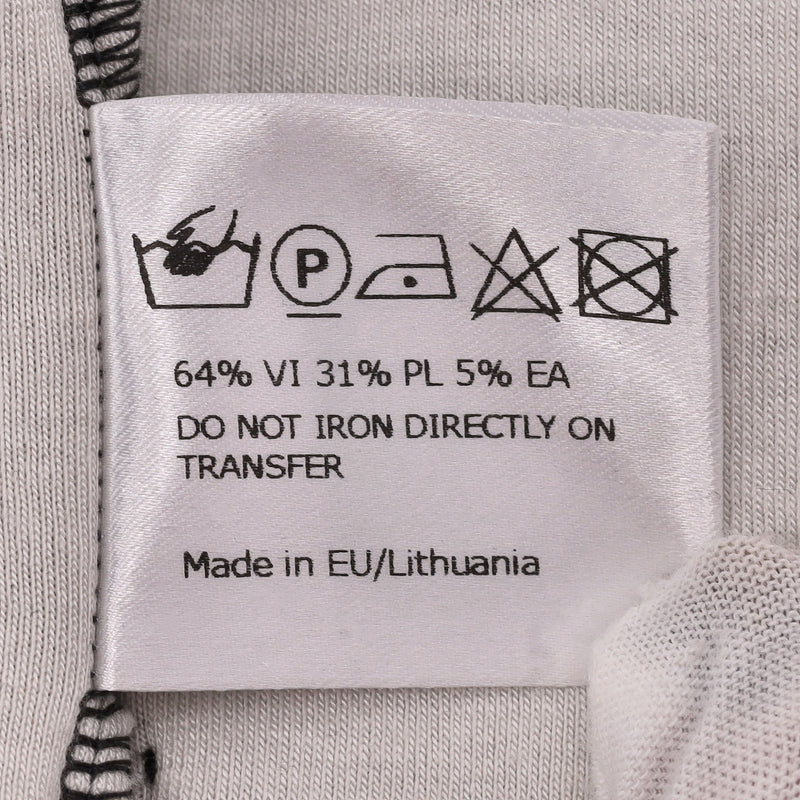 P
64% VI 31% PL 5% EA
DO NOT IRON DIRECTLY ON
TRANSFER
Made in EU/Lithuania